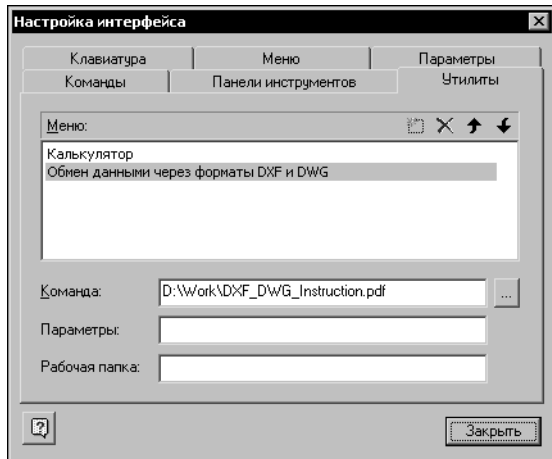 Настройка интерфейса
Клавиатура Меню Параметры
Команды Панели инструментов Утилиты
Меню:
Калькулятор
Обмен данными через форматы DXF и DWG
Команда: D:\Work\DXF_DWG_Instruction.pdf ...
Параметры:
Рабочая папка:
Закрыть